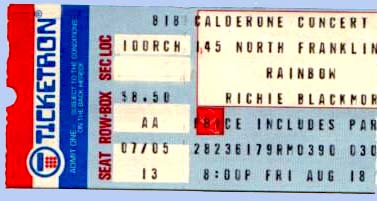 TICKETRON
ADMIT ONE SUBJECT TO THE CONDITIONS ON THE BACK HEREOF
SEAT ROW-BOX SEC LOC
818
100RCH
$8.50
AA
07/05
13
CALDERONE CONCERT
145 NORTH FRANKLIN
RAINBOW
RICHIE BLACKMOR
PRICE INCLUDES PAR
28236179RM0390 030
8:00P FRI AUG 18